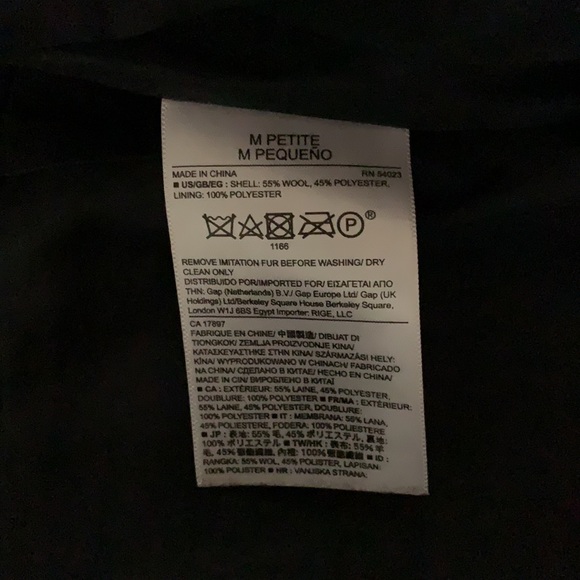 M PETITE
M PEQUEÑO
MADE IN CHINA RN 54023
■ US/GB/EG : SHELL: 55% WOOL, 45% POLYESTER,
LINING: 100% POLYESTER
P ®
1166
REMOVE IMITATION FUR BEFORE WASHING/ DRY
CLEAN ONLY
DISTRIBUIDO POR/IMPORTED FOR/ ΕΙΣΑΓΕΤΑΙ ΑΠΟ
ΤΗΝ: Gap (Netherlands) B.V./ Gap Europe Ltd/ Gap (UK
Holdings) Ltd/Berkeley Square House Berkeley Square,
London W1J 6BS Egypt Importer: RIGE, LLC
CA 17897
FABRIQUE EN CHINE/ 中國製造/ DIBUAT DI
TIONGKOK/ ZEMLJA PROIZVODNJE KINA/
ΚΑΤΑΣΚΕΥΑΣΤΗΚΕ ΣΤΗΝ ΚΙΝΑ/ SZÁRMAZÁSI HELY:
KÍNA/ WYPRODUKOWANO W CHINACH/ FABRICADO
NA CHINA/ СДЕЛАНО В КИТАЕ/ HECHO EN CHINA/
MADE IN CIN/ ВИРОБЛЕНО В КИТАЇ
■ CA : EXTÉRIEUR: 55% LAINE, 45% POLYESTER,
DOUBLURE: 100% POLYESTER ■ FR/MA : EXTÉRIEUR:
55% LAINE, 45% POLYESTER, DOUBLURE:
100% POLYESTER ■ IT : MEMBRANA: 55% LANA,
45% POLIESTERE, FODERA: 100% POLIESTERE
■ JP : 表地: 55% 毛, 45% ポリエステル, 裏地:
100% ポリエステル ■ TW/HK : 表布: 55% 羊
毛, 45% 聚酯纖維, 內裡: 100% 聚酯纖維 ■ ID :
RANGKA: 55% WOL, 45% POLISTER, LAPISAN:
100% POLISTER ■ HR : VANJSKA STRANA: